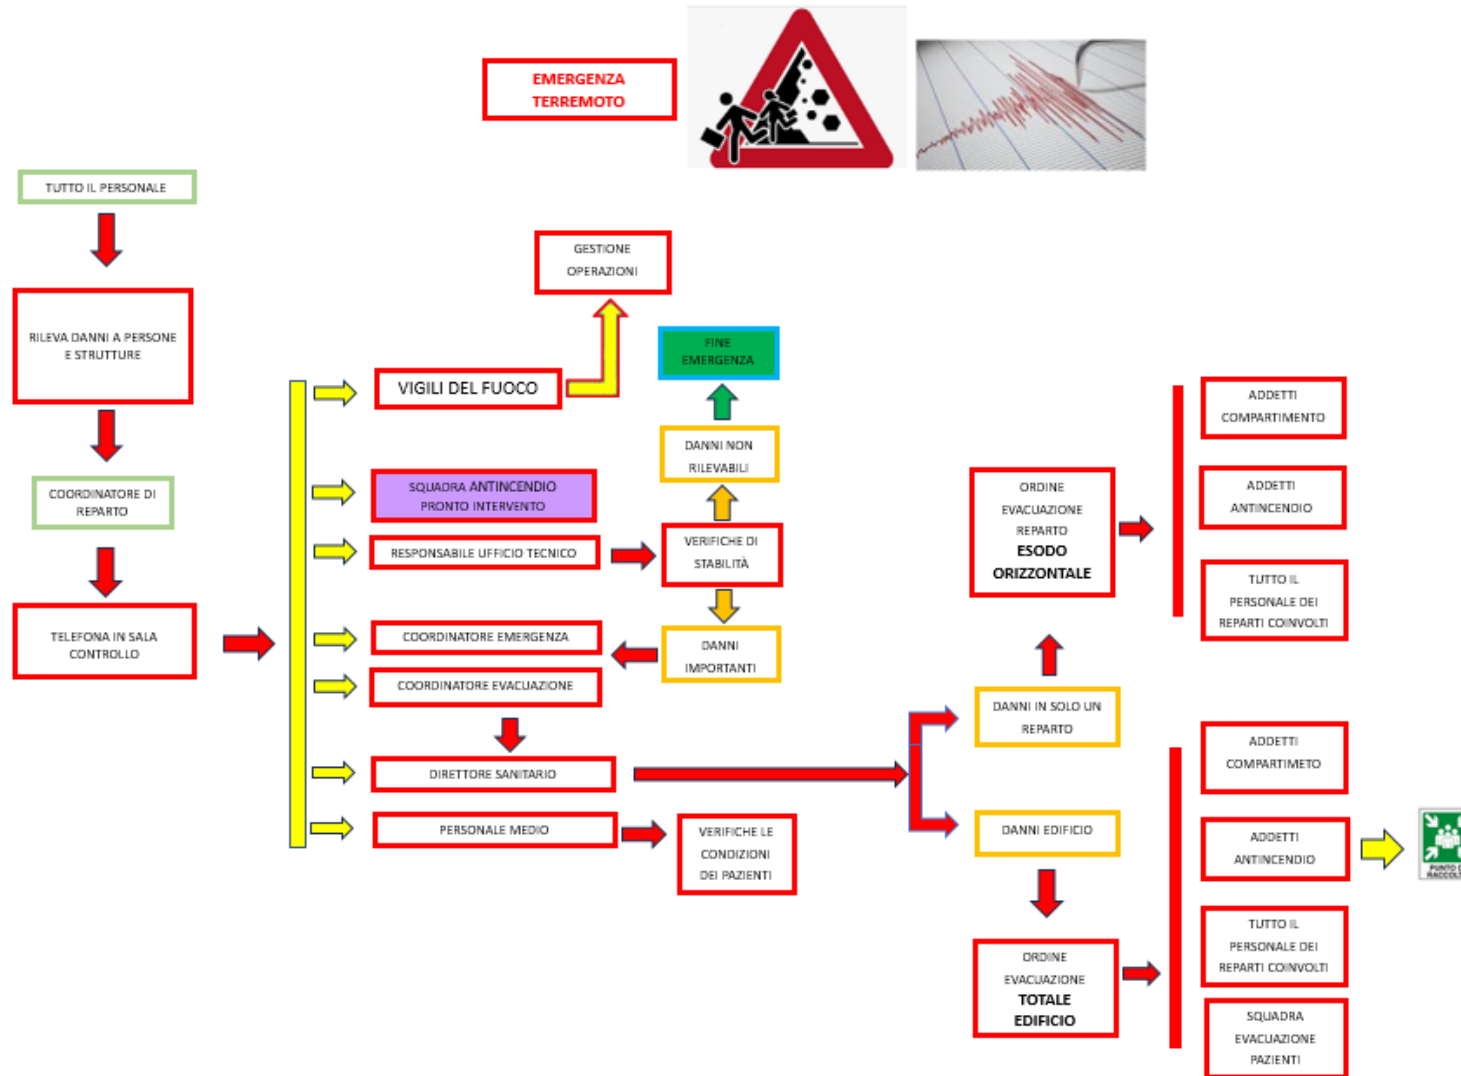 EMERGENZA
TERREMOTO
TUTTO IL PERSONALE
RILEVA DANNI A PERSONE
E STRUTTURE
COORDINATORE DI
REPARTO
TELEFONA IN SALA
CONTROLLO
GESTIONE
OPERAZIONI
VIGILI DEL FUOCO
SQUADRA ANTINCENDIO
PRONTO INTERVENTO
RESPONSABILE UFFICIO TECNICO
COORDINATORE EMERGENZA
COORDINATORE EVACUAZIONE
DIRETTORE SANITARIO
PERSONALE MEDIO
FINE
EMERGENZA
DANNI NON
RILEVABILI
VERIFICHE DI
STABILITÀ
DANNI
IMPORTANTI
VERIFICHE LE
CONDIZIONI
DEI PAZIENTI
ORDINE
EVACUAZIONE
REPARTO
ESODO
ORIZZONTALE
DANNI IN SOLO UN
REPARTO
DANNI EDIFICIO
ORDINE
EVACUAZIONE
TOTALE
EDIFICIO
ADDETTI
COMPARTIMENTO
ADDETTI
ANTINCENDIO
TUTTO IL
PERSONALE DEI
REPARTI COINVOLTI
ADDETTI
COMPARTIMETO
ADDETTI
ANTINCENDIO
TUTTO IL
PERSONALE DEI
REPARTI COINVOLTI
SQUADRA
EVACUAZIONE
PAZIENTI
PUNTO D
RACCOLT